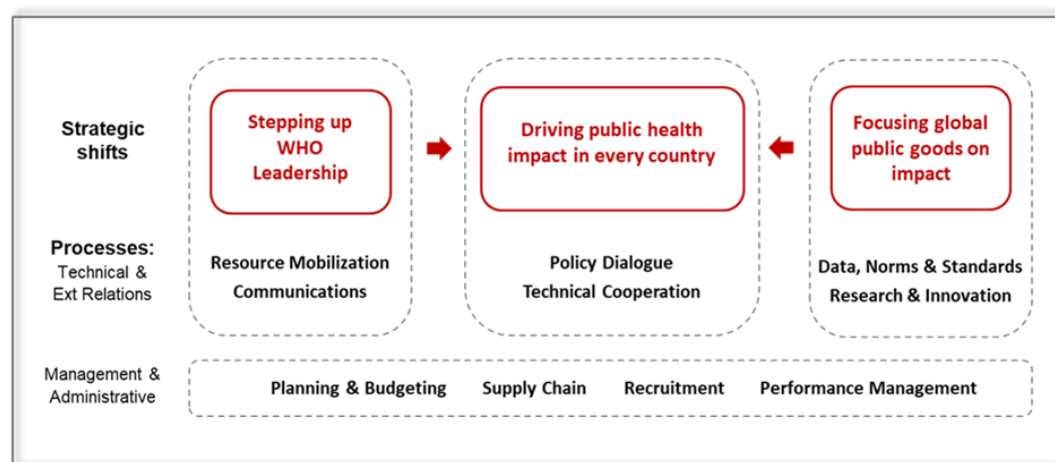 Strategic
shifts
Stepping up
WHO
Leadership
Driving public health
impact in every country
Focusing global
public goods on
impact
Processes:
Technical &
Ext Relations
Resource Mobilization
Communications
Policy Dialogue
Technical Cooperation
Data, Norms & Standards
Research & Innovation
Management &
Administrative
Planning & Budgeting Supply Chain Recruitment Performance Management